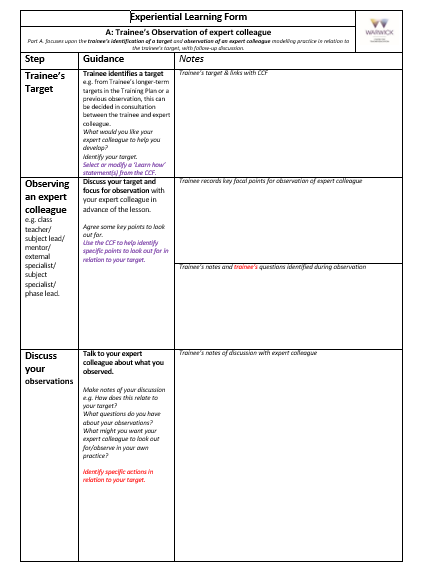 Experiential Learning Form
A: Trainee's Observation of expert colleague
Part A: focuses upon the trainee's identification of a target and observation of an expert colleague modelling practice in relation to
the trainee's target, with follow-up discussion.
WARWICK
Step
Guidance
Notes
Trainee's
Target
Trainee identifies a target
e.g. from Trainee's longer-term
targets in the Training Plan or a
previous observation, this can
be decided in consultation
between the trainee and expert
colleague.
What would you like your
expert colleague to help you
develop?
Identify your target.
Select or modify a 'Learn how'
statement(s) from the CCF.
Trainee's target & links with CCF
Observing
an expert
colleague
e.g. class
teacher/
subject lead/
mentor/
external
specialist/
subject
specialist/
phase lead.
Discuss your target and
focus for observation with
your expert colleague in
advance of the lesson.
Agree some key points to look
out for.
Use the CCF to help identify
specific points to look out for in
relation to your target.
Trainee records key focal points for observation of expert colleague
Trainee's notes and trainee's questions identified during observation
Discuss
your
observations
Talk to your expert
colleague about what you
observed.
Make notes of your discussion
e.g. How does this relate to
your target?
What questions do you have
about your observations?
What might you want your
expert colleague to look out
for/observe in your own
practice?
Identify specific actions in
relation to your target.
Trainee's notes of discussion with expert colleague